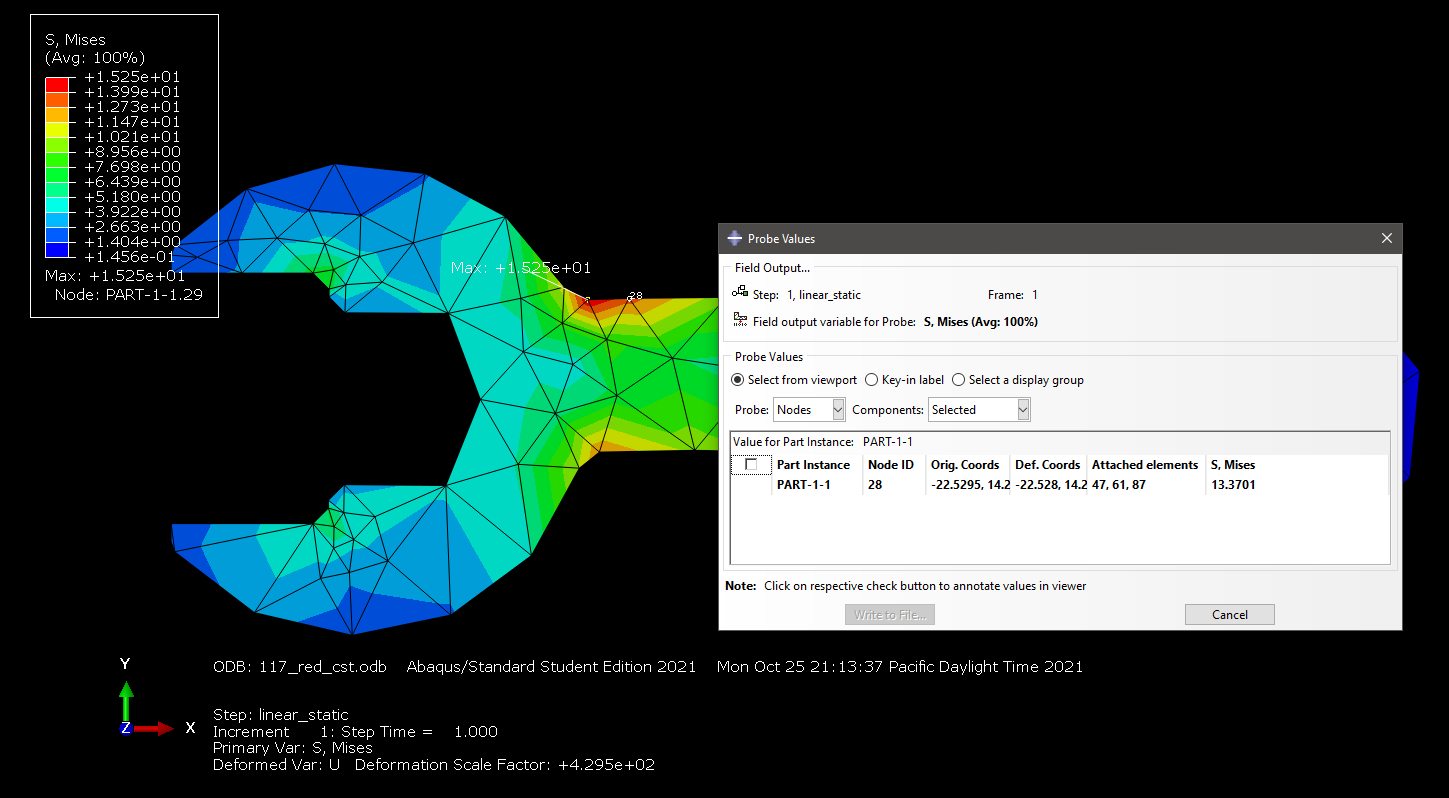 S, Mises
(Avg: 100%)
+1.525e+01
+1.399e+01
+1.273e+01
+1.147e+01
+1.021e+01
+8.956e+00
+7.698e+00
+6.439e+00
+5.180e+00
+3.922e+00
+2.663e+00
+1.404e+00
+1.456e-01
Max: +1.525e+01
Node: PART-1-1.29
Max: +1.525e+01
28
Probe Values
Field Output...
Step: 1, linear_static Frame: 1
Field output variable for Probe: S, Mises (Avg: 100%)
Probe Values
Select from viewport Key-in label Select a display group
Probe: Nodes Components: Selected
Value for Part Instance: PART-1-1
Part Instance Node ID Orig. Coords Def. Coords Attached elements S, Mises
PART-1-1 28 -22.5295, 14.2 -22.528, 14.2 47, 61, 87 13.3701
Note: Click on respective check button to annotate values in viewer
Write to File... Cancel
Y
Z X
ODB: 117_red_cst.odb Abaqus/Standard Student Edition 2021 Mon Oct 25 21:13:37 Pacific Daylight Time 2021
Step: linear_static
Increment 1: Step Time = 1.000
Primary Var: S, Mises
Deformed Var: U Deformation Scale Factor: +4.295e+02